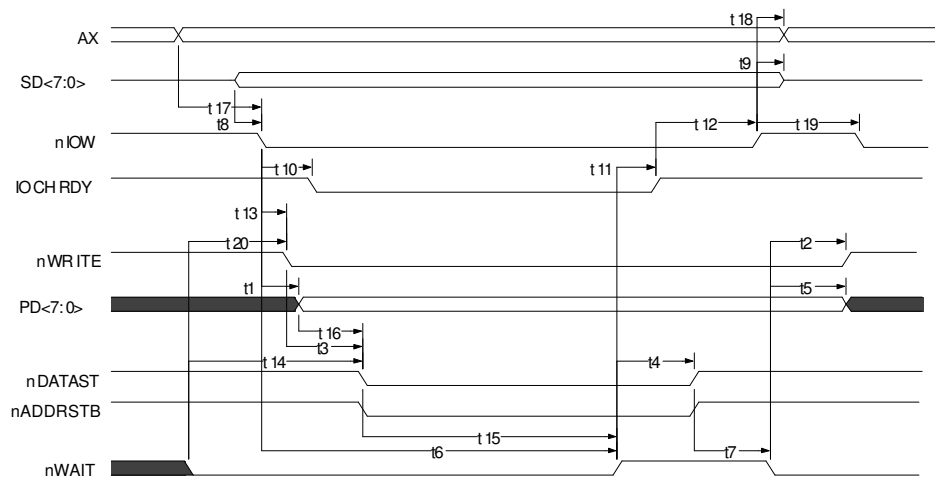 t18
AX
t9
SD<7:0>
t17
t8
t12
t19
nIOW
t10
t11
IOCHRDY
t13
t20
t2
nWRITE
t1
t5
PD<7:0>
t16
t3
t14
t4
nDATAST
nADDRSTB
t15
t6
t7
nWAIT